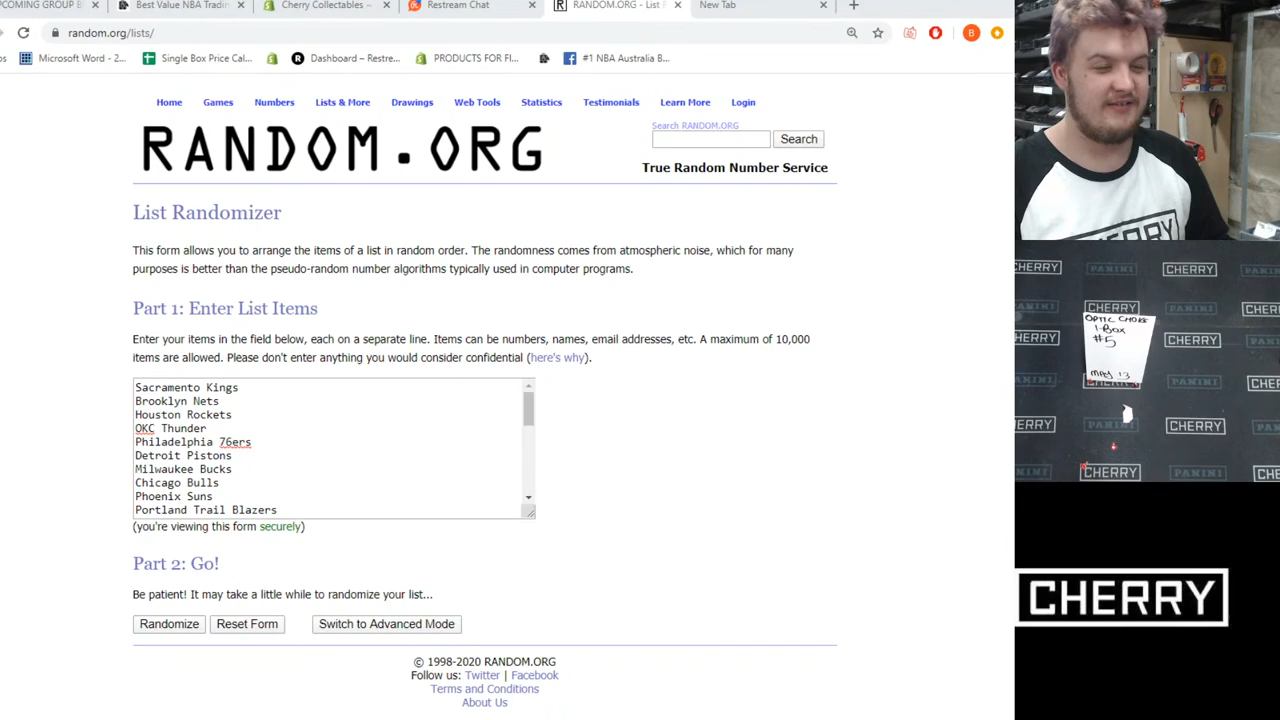 COMING GROUP B
Best Value NBA Tradin
Cherry Collectables –
Restream Chat
RANDOM.ORG - List F
New Tab
random.org/lists/
Microsoft Word - 2...
Single Box Price Cal...
Dashboard – Restre...
PRODUCTS FOR FI...
#1 NBA Australia B...
Home
Games
Numbers
Lists & More
Drawings
Web Tools
Statistics
Testimonials
Learn More
Login
RANDOM.ORG
Search RANDOM.ORG
Search
True Random Number Service
List Randomizer
This form allows you to arrange the items of a list in random order. The randomness comes from atmospheric noise, which for many
purposes is better than the pseudo-random number algorithms typically used in computer programs.
Part 1: Enter List Items
Enter your items in the field below, each on a separate line. Items can be numbers, names, email addresses, etc. A maximum of 10,000
items are allowed. Please don't enter anything you would consider confidential (here's why).
Sacramento Kings
Brooklyn Nets
Houston Rockets
OKC Thunder
Philadelphia 76ers
Detroit Pistons
Milwaukee Bucks
Chicago Bulls
Phoenix Suns
Portland Trail Blazers
(you're viewing this form securely)
Part 2: Go!
Be patient! It may take a little while to randomize your list...
Randomize
Reset Form
Switch to Advanced Mode
© 1998-2020 RANDOM.ORG
Follow us: Twitter | Facebook
Terms and Conditions
About Us
CHERRY
CHERRY PANINI CHERRY PANINI
CHERRY
OPTIC CHOICE
1-BOX
#5
MAY 13
CHERRY
PANINI
CHERRY
PANINI
CHERRY
CHERRY
PANINI
CHERRY
CHERRY